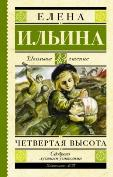 ЕЛЕНА
ИЛЬИНА
Школьное чтение
ЧЕТВЕРТАЯ ВЫСОТА